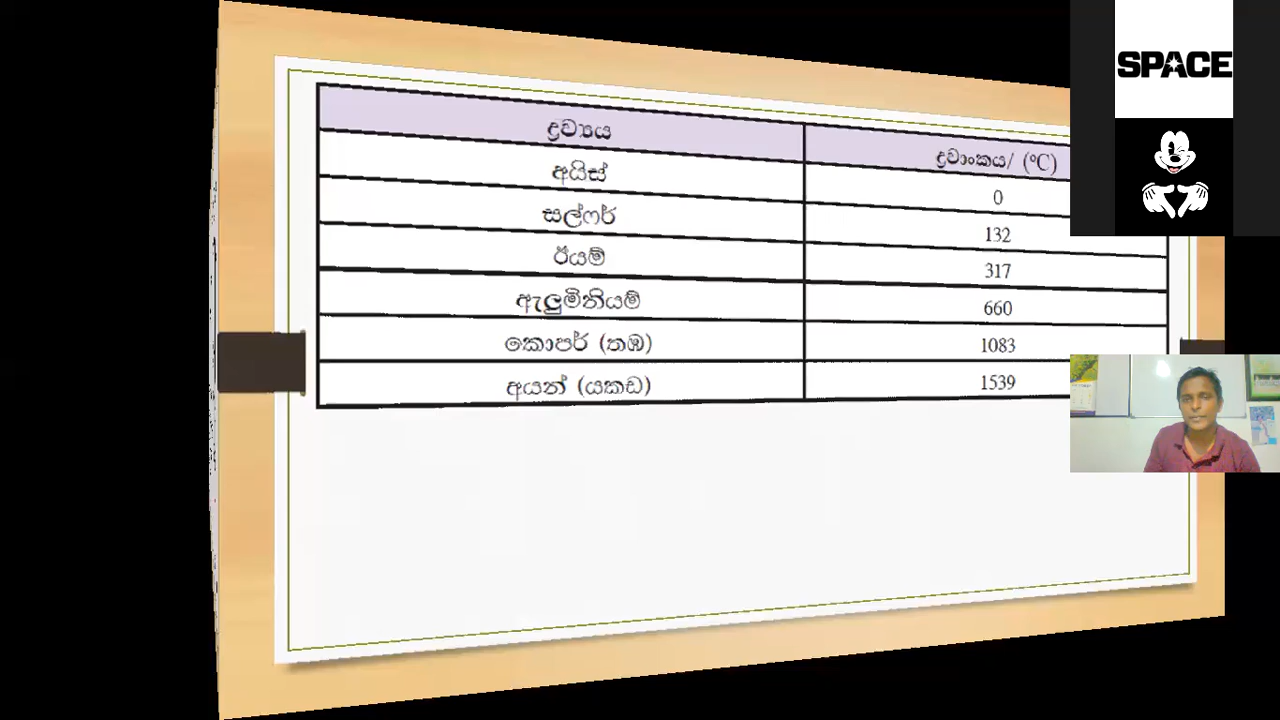 SPACE
ද්‍රව්‍යය ද්‍රවාංකය/ (°C)
අයිස් 0
සල්ෆර් 132
ඊයම් 317
ඇලුමිනියම් 660
කොපර් (තඹ) 1083
අයන් (යකඩ) 1539